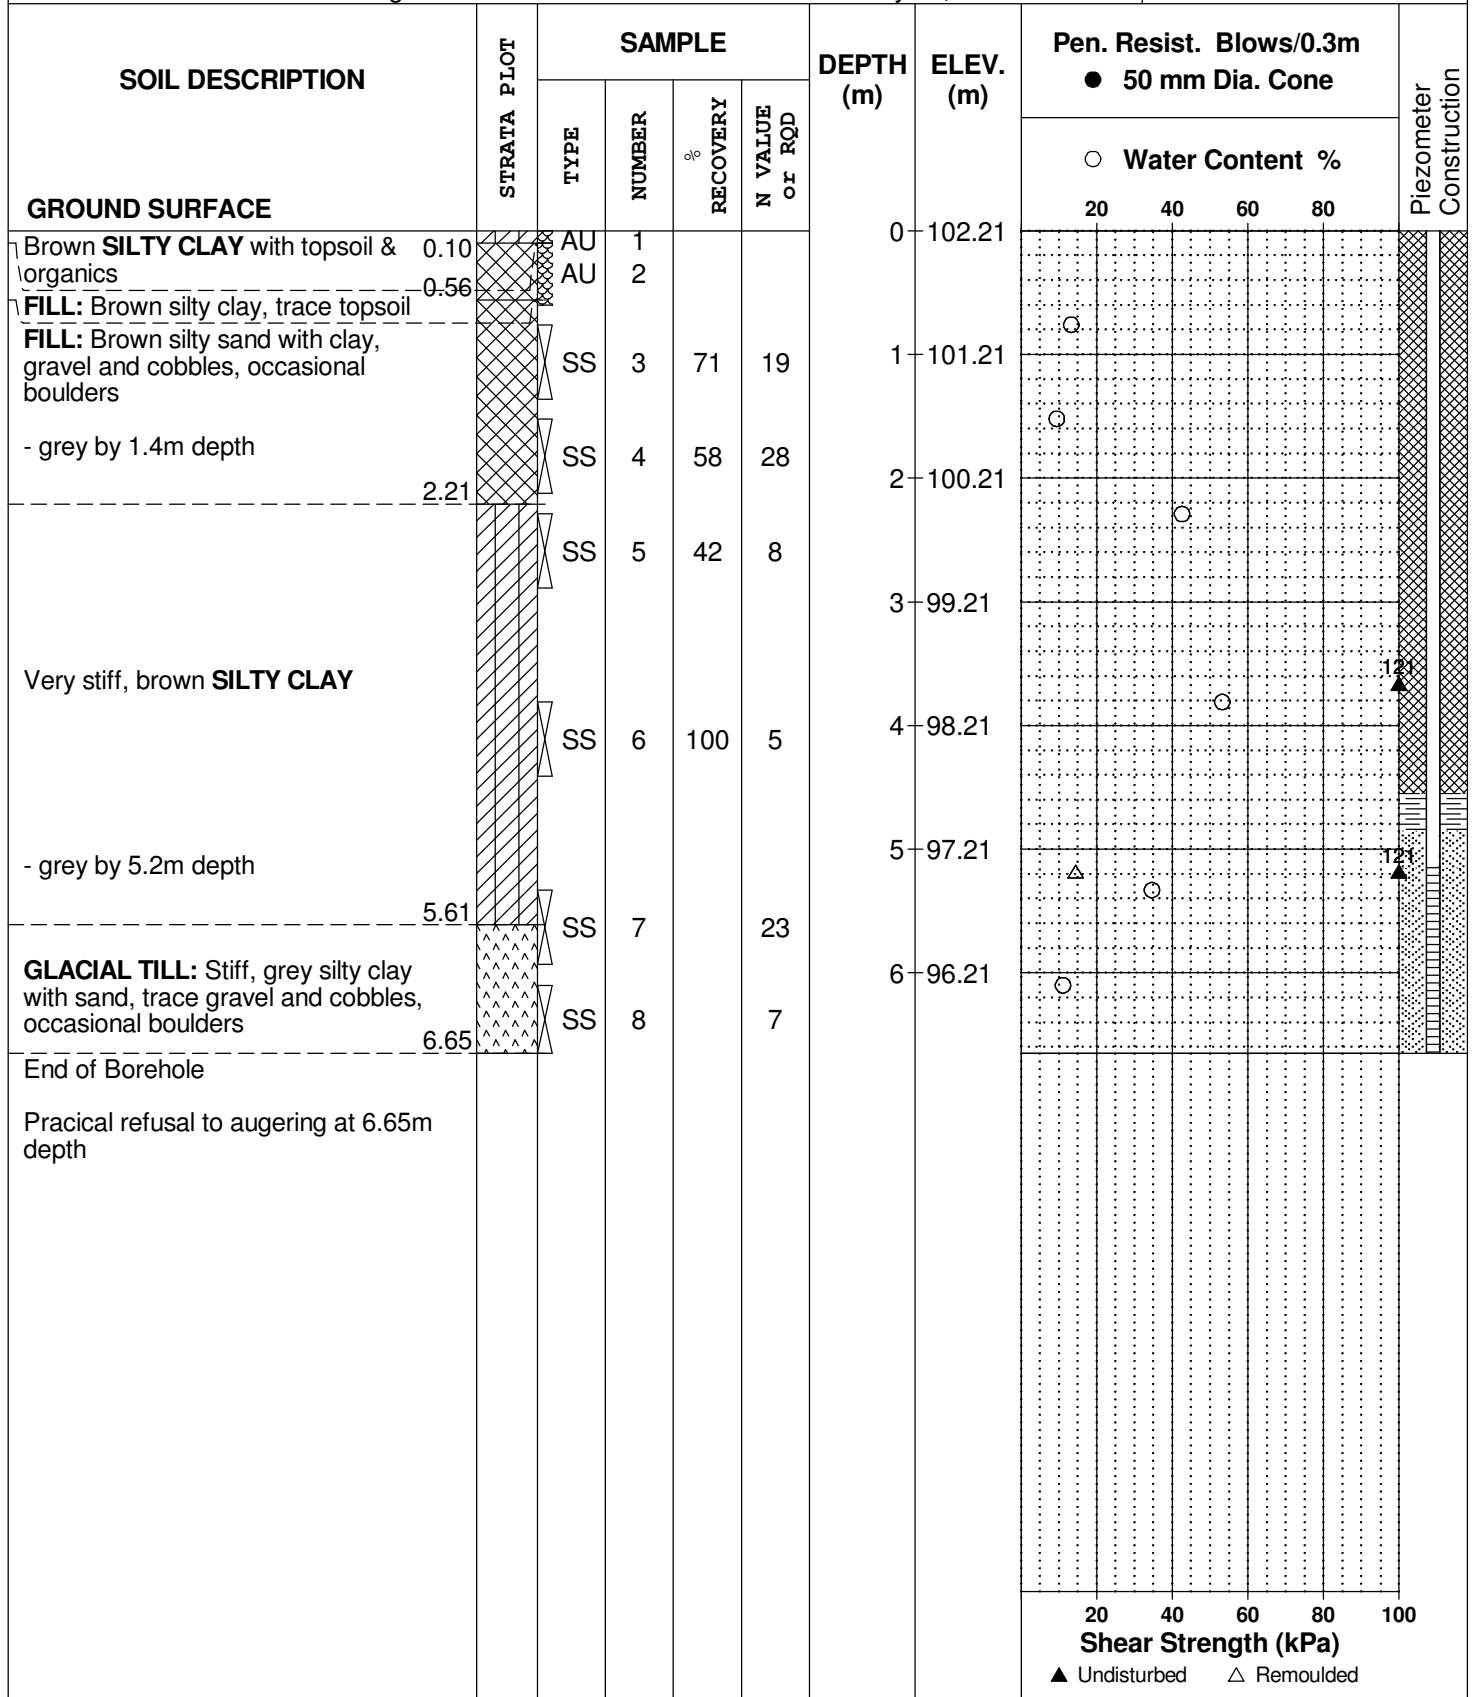 SOIL DESCRIPTION
GROUND SURFACE
STRATA PLOT
SAMPLE
TYPE
NUMBER
%
RECOVERY
N VALUE
or RQD
DEPTH
(m)
ELEV.
(m)
Pen. Resist. Blows/0.3m
● 50 mm Dia. Cone
○ Water Content %
20 40 60 80
Piezometer
Construction
Brown SILTY CLAY with topsoil & 0.10
organics
0.56
FILL: Brown silty clay, trace topsoil
FILL: Brown silty sand with clay,
gravel and cobbles, occasional
boulders
- grey by 1.4m depth
2.21
Very stiff, brown SILTY CLAY
- grey by 5.2m depth
5.61
GLACIAL TILL: Stiff, grey silty clay
with sand, trace gravel and cobbles,
occasional boulders
6.65
End of Borehole
Pracical refusal to augering at 6.65m
depth
AU 1
AU 2
SS 3 71 19
SS 4 58 28
SS 5 42 8
SS 6 100 5
SS 7 23
SS 8 7
0 102.21
1 101.21
2 100.21
3 99.21
4 98.21
5 97.21
6 96.21
121
121
20 40 60 80 100
Shear Strength (kPa)
▲ Undisturbed △ Remoulded